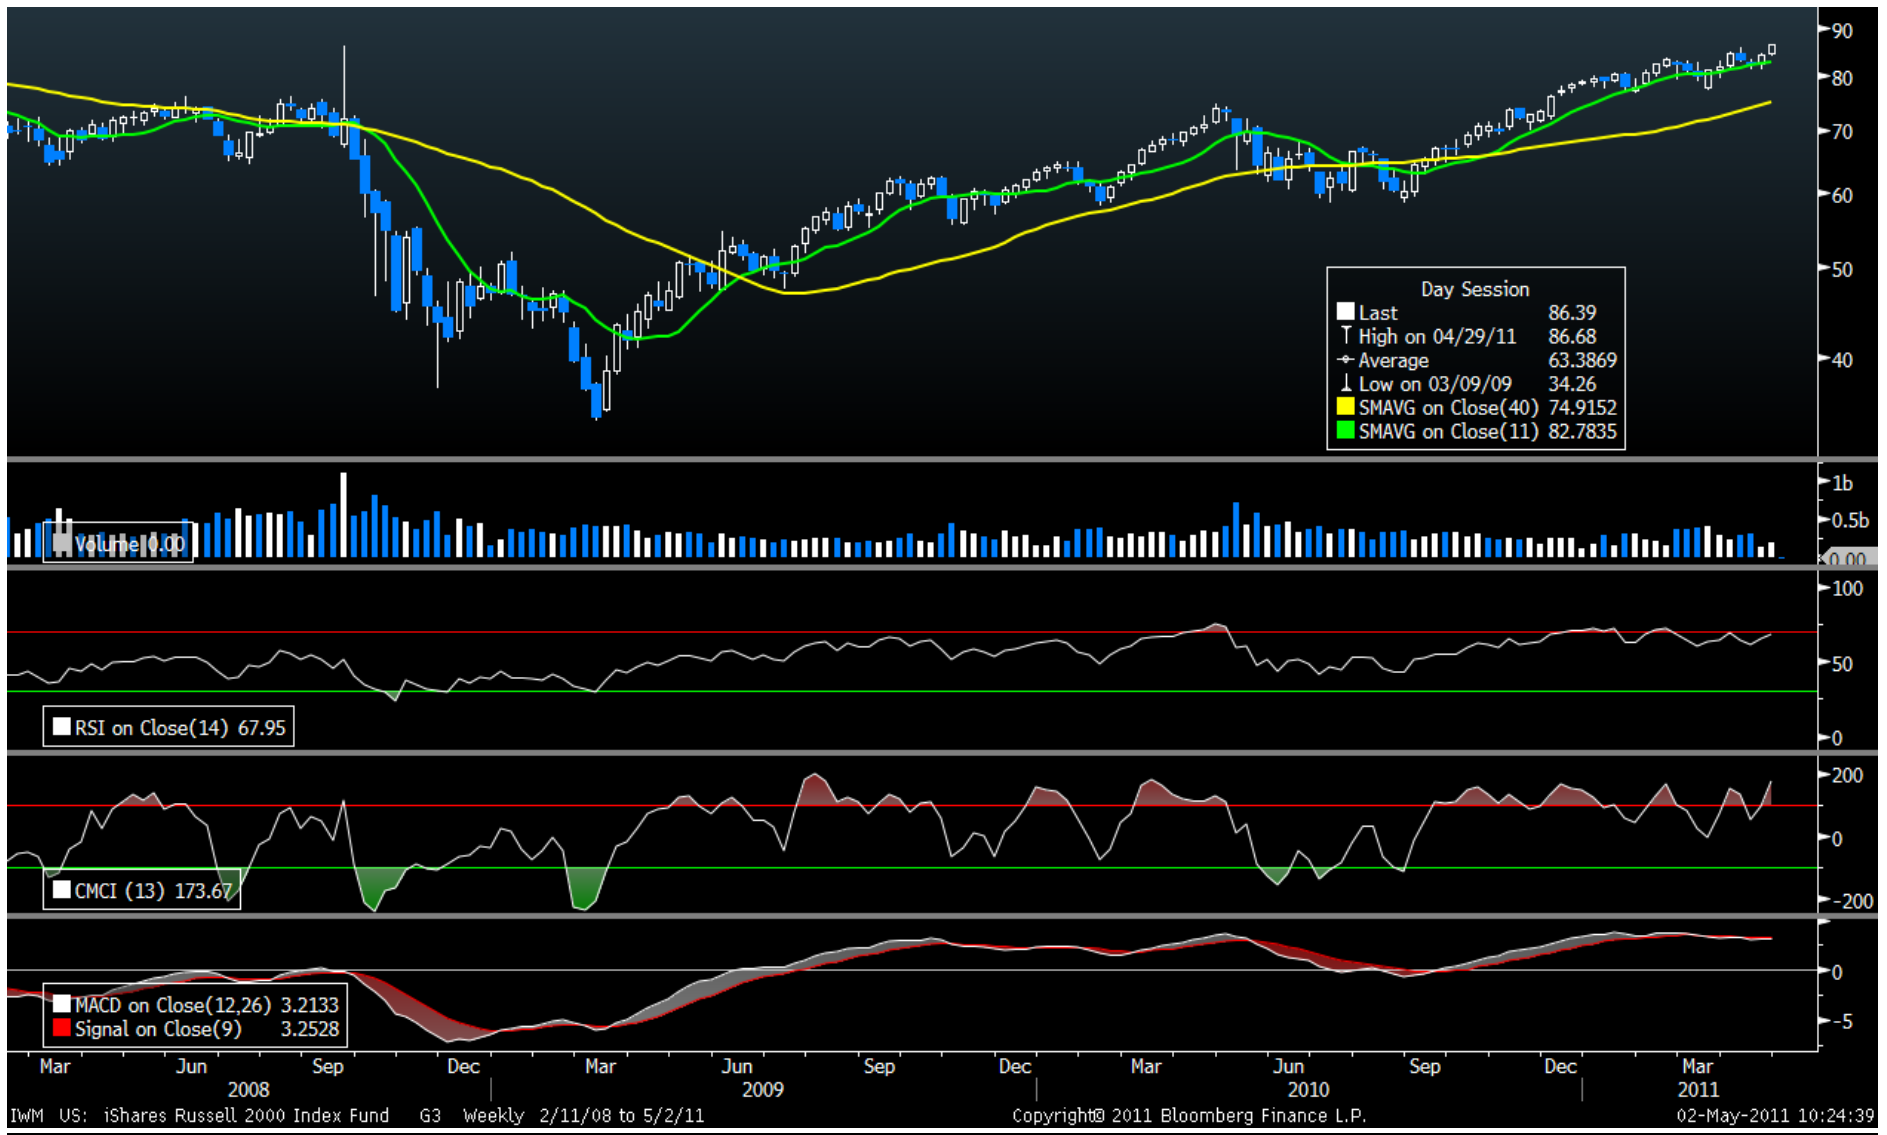 90
80
70
60
50
40
Day Session
Last 86.39
High on 04/29/11 86.68
Average 63.3869
Low on 03/09/09 34.26
SMAVG on Close(40) 74.9152
SMAVG on Close(11) 82.7835
1b
0.5b
0.00
Volume 0.00
100
50
0
RSI on Close(14) 67.95
200
0
-200
CMCI (13) 173.67
0
-5
MACD on Close(12,26) 3.2133
Signal on Close(9) 3.2528
Mar Jun Sep Dec Mar Jun Sep Dec Mar Jun Sep Dec Mar
2008 2009 2010 2011
IWM US: iShares Russell 2000 Index Fund G3 Weekly 2/11/08 to 5/2/11 Copyright© 2011 Bloomberg Finance L.P. 02-May-2011 10:24:39